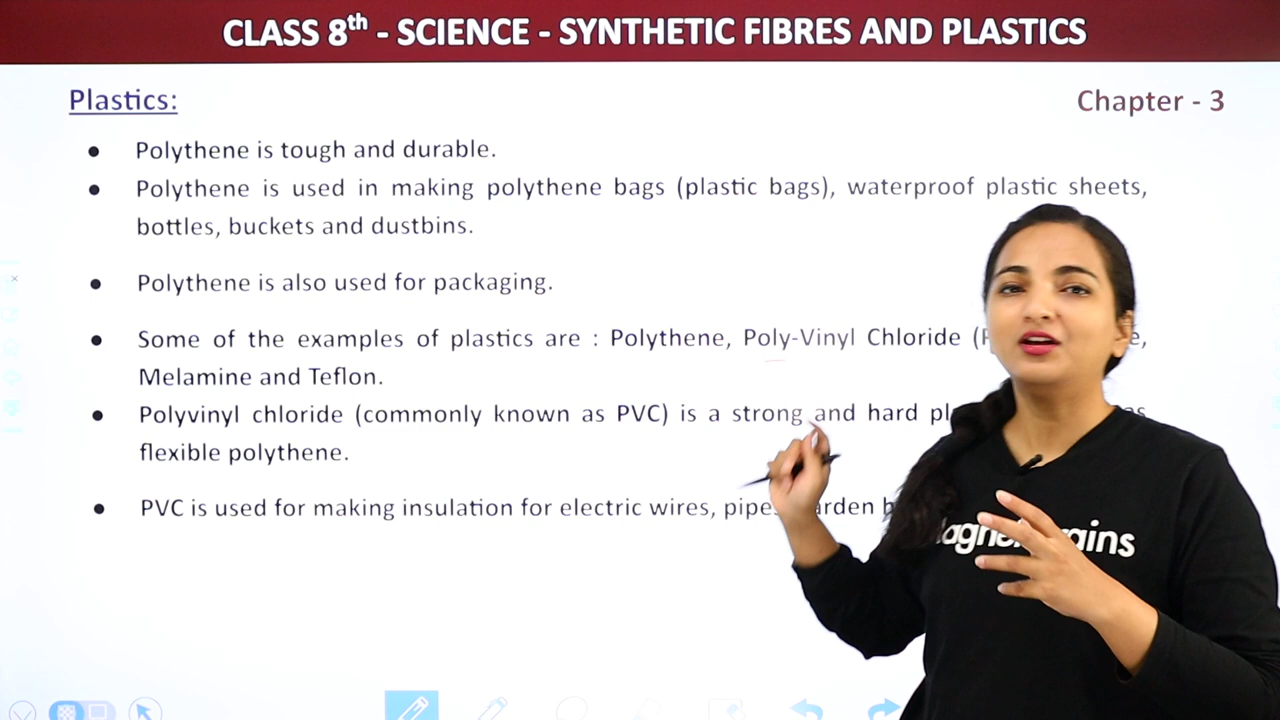 CLASS 8th - SCIENCE - SYNTHETIC FIBRES AND PLASTICS
Plastics:
Chapter - 3
● Polythene is tough and durable.
● Polythene is used in making polythene bags (plastic bags), waterproof plastic sheets,
bottles, buckets and dustbins.
● Polythene is also used for packaging.
● Some of the examples of plastics are : Polythene, Poly-Vinyl Chloride
Melamine and Teflon.
● Polyvinyl chloride (commonly known as PVC) is a strong and hard
flexible polythene.
● PVC is used for making insulation for electric wires,